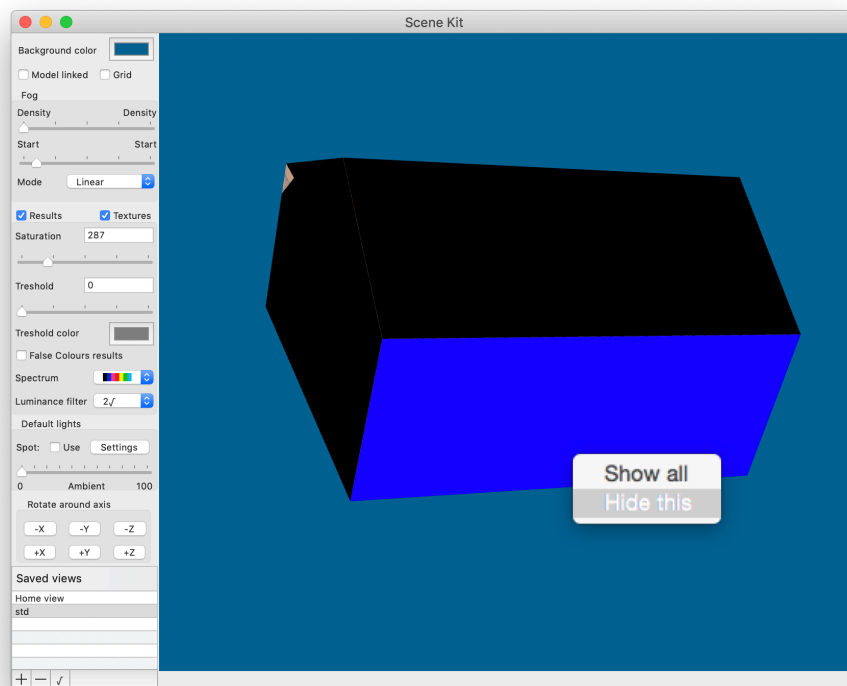 Scene Kit
Background color
Model linked Grid
Fog
Density Density
Start Start
Mode Linear
Results Textures
Saturation 287
Treshold 0
Treshold color
False Colours results
Spectrum
Luminance filter 2√
Default lights
Spot: Use Settings
0 Ambient 100
Rotate around axis
-X -Y -Z
+X +Y +Z
Saved views
Home view
std
+ − √
Show all
Hide this